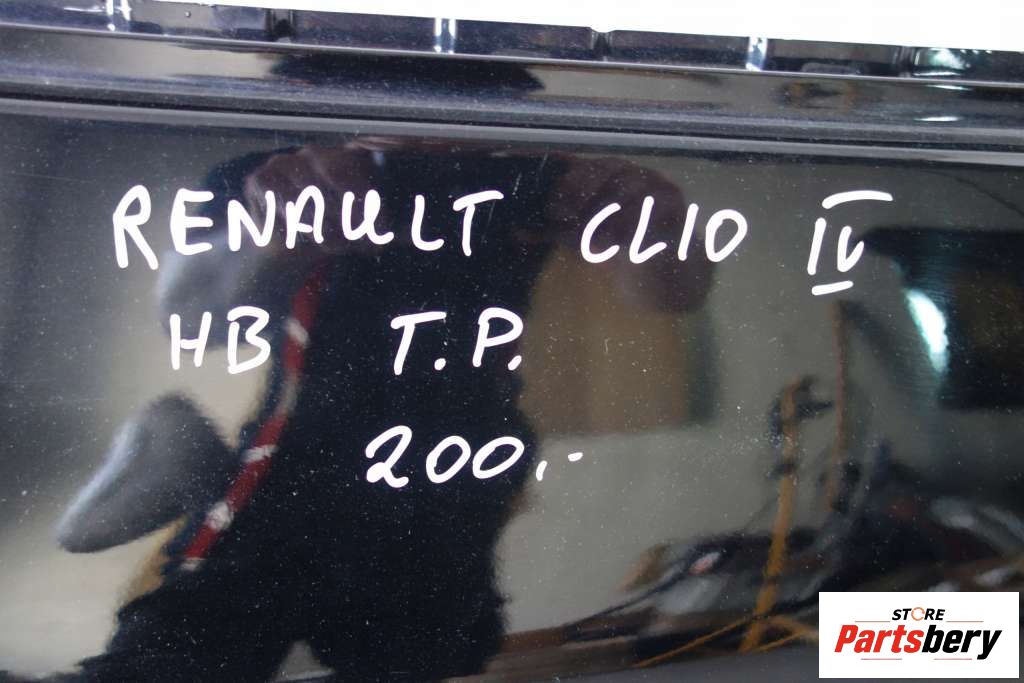 RENAULT CLIO IV
HB T.P.
200,-
STORE
Partsbery